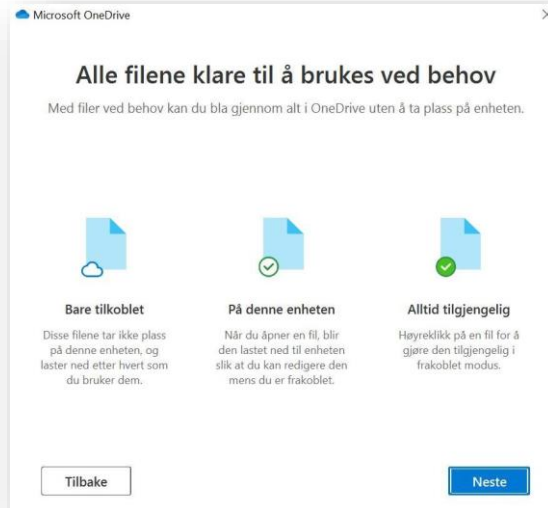 Microsoft OneDrive
Alle filene klare til å brukes ved behov
Med filer ved behov kan du bla gjennom alt i OneDrive uten å ta plass på enheten.
Bare tilkoblet
Disse filene tar ikke plass
på denne enheten, og
laster ned etter hvert som
du bruker dem.
På denne enheten
Når du åpner en fil, blir
den lastet ned til enheten
slik at du kan redigere den
mens du er frakoblet.
Alltid tilgjengelig
Høyreklikk på en fil for å
gjøre den tilgjengelig i
frakoblet modus.
Tilbake
Neste